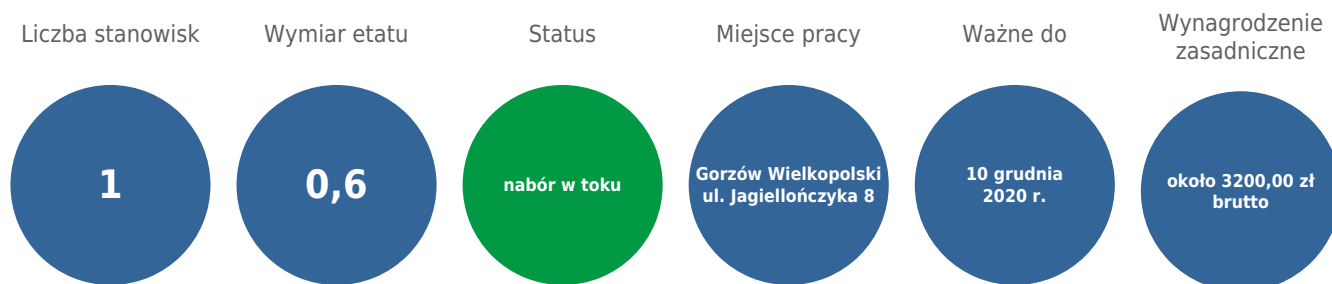 Liczba stanowisk
Wymiar etatu
Status
Miejsce pracy
Ważne do
Wynagrodzenie
zasadnicze
1
0,6
nabór w toku
Gorzów Wielkopolski
ul. Jagiellończyka 8
10 grudnia
2020 r.
około 3200,00 zł
brutto